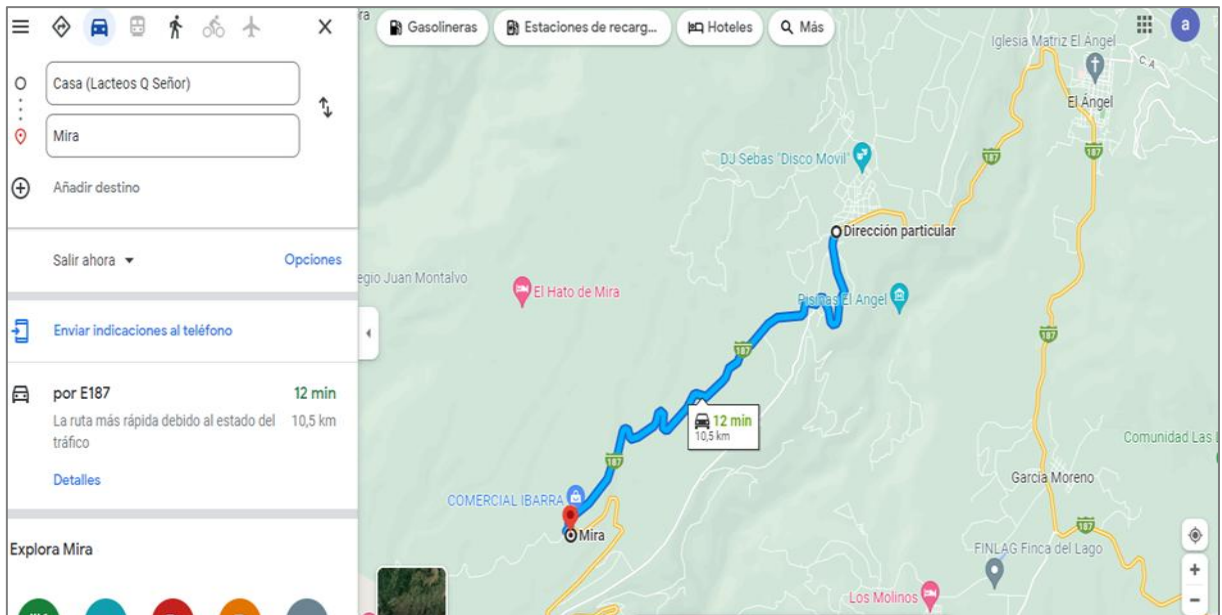 Gasolineras
Estaciones de recarg...
Hoteles
Más
a
Casa (Lacteos Q Señor)
Mira
Añadir destino
Salir ahora
Opciones
Enviar indicaciones al teléfono
por E187
12 min
La ruta más rápida debido al estado del
10,5 km
tráfico
Detalles
Explora Mira
ra
Iglesia Matriz El Ángel
C.A.
El Ángel
DJ Sebas "Disco Movil"
187
187
Dirección particular
egio Juan Montalvo
El Hato de Mira
Pisinas El Angel
187
187
12 min
10,5 km
187
COMERCIAL IBARRA
Mira
Comunidad Las
García Moreno
187
FINLAG Finca del Lago
Los Molinos